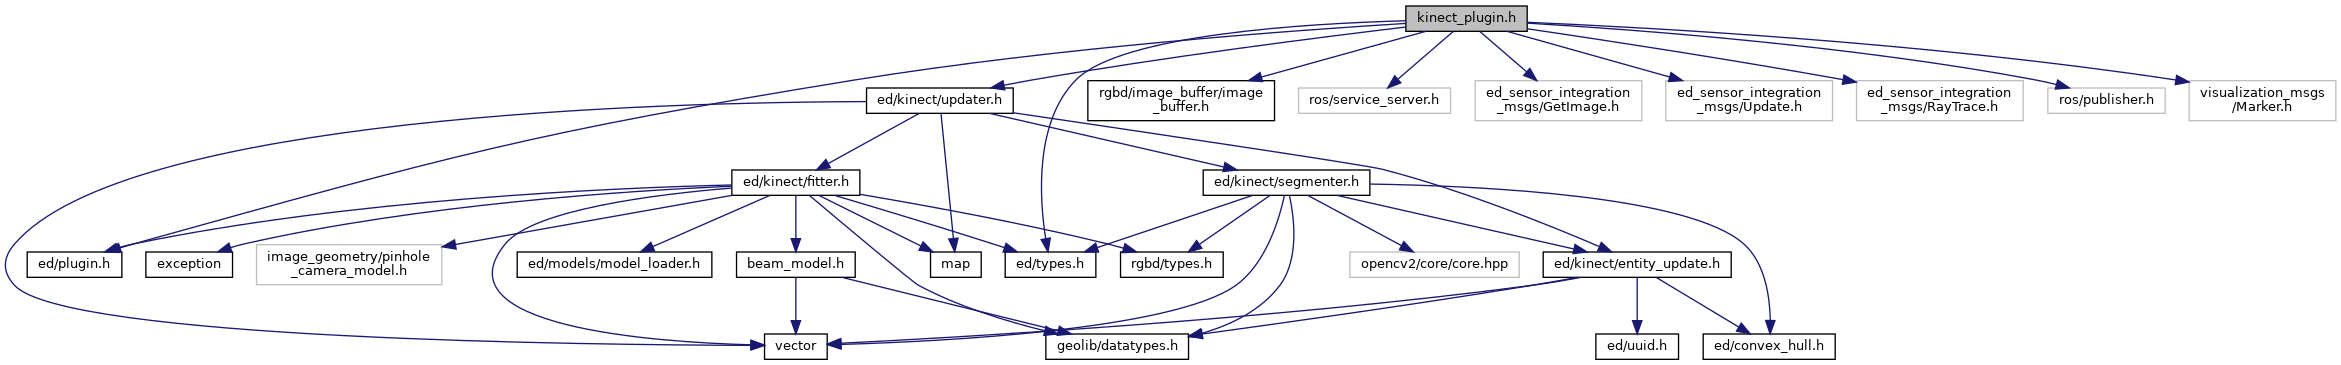 kinect_plugin.h
ed/kinect/updater.h
rgbd/image_buffer/image
_buffer.h
ros/service_server.h
ed_sensor_integration
_msgs/GetImage.h
ed_sensor_integration
_msgs/Update.h
ed_sensor_integration
_msgs/RayTrace.h
ros/publisher.h
visualization_msgs
/Marker.h
ed/kinect/fitter.h
ed/kinect/segmenter.h
ed/plugin.h
exception
image_geometry/pinhole
_camera_model.h
ed/models/model_loader.h
beam_model.h
map
ed/types.h
rgbd/types.h
opencv2/core/core.hpp
ed/kinect/entity_update.h
vector
geolib/datatypes.h
ed/uuid.h
ed/convex_hull.h